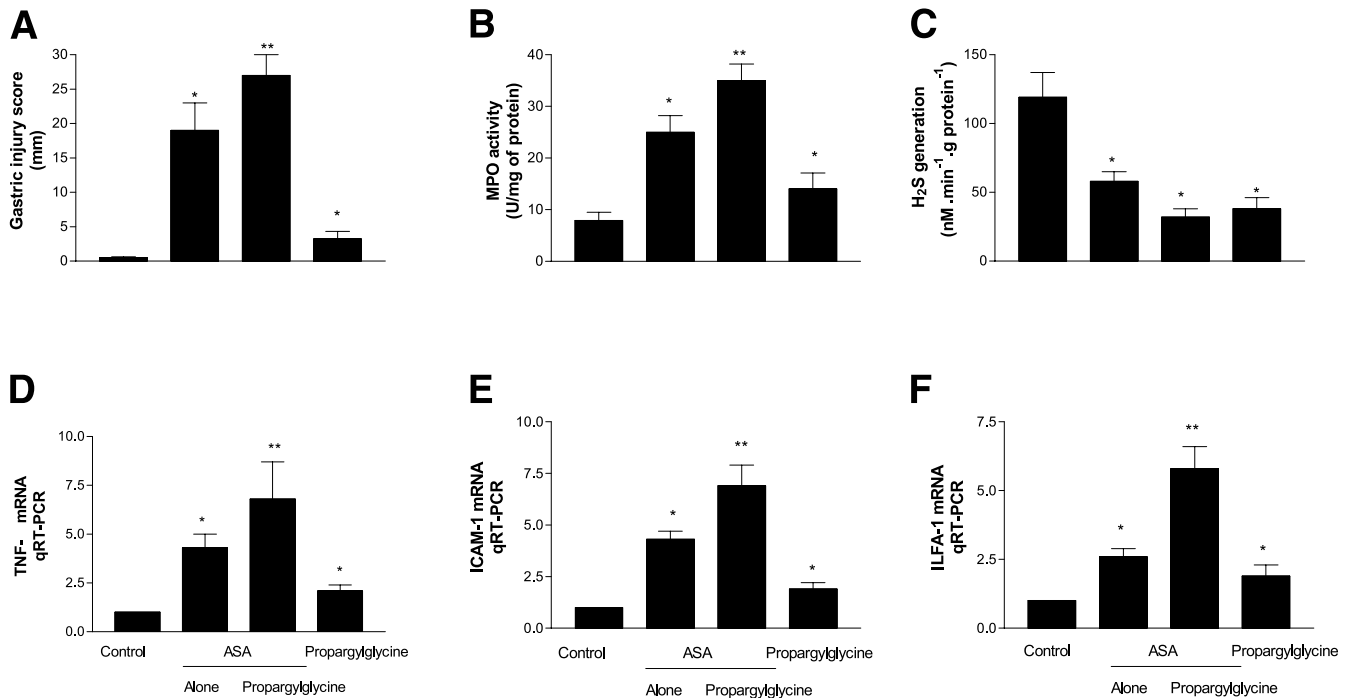 A
Gastric injury score
(mm)
30
25
20
15
10
5
0
*
**
*
B
MPO activity
(U/mg of protein)
40
30
20
10
0
*
**
*
C
H₂S generation
(nM .min⁻¹.g protein⁻¹)
150
100
50
0
*
*
*
D
TNF- mRNA
qRT-PCR
10.0
7.5
5.0
2.5
0.0
*
**
*
Control
ASA
Propargylglycine
Alone
Propargylglycine
E
ICAM-1 mRNA
qRT-PCR
10.0
7.5
5.0
2.5
0.0
*
**
*
Control
ASA
Propargylglycine
Alone
Propargylglycine
F
ILFA-1 mRNA
qRT-PCR
7.5
5.0
2.5
0.0
*
**
*
Control
ASA
Propargylglycine
Alone
Propargylglycine